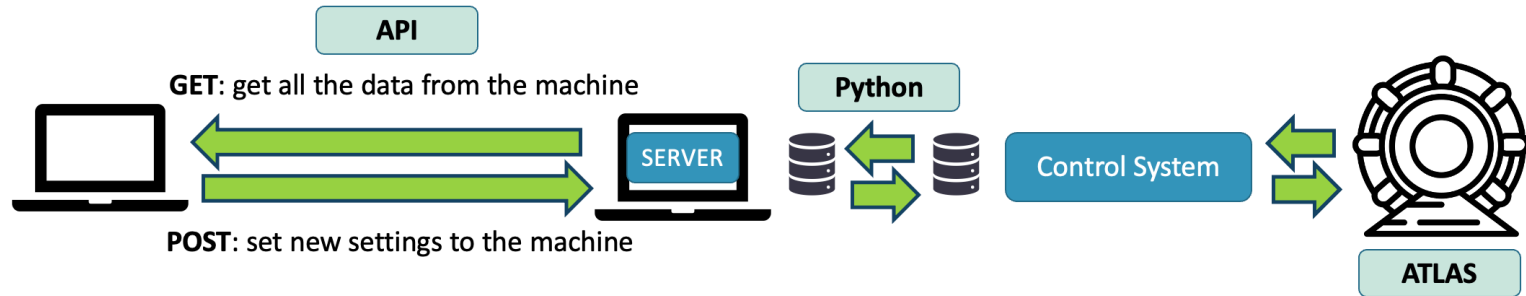 API
GET: get all the data from the machine
Python
SERVER
Control System
POST: set new settings to the machine
ATLAS